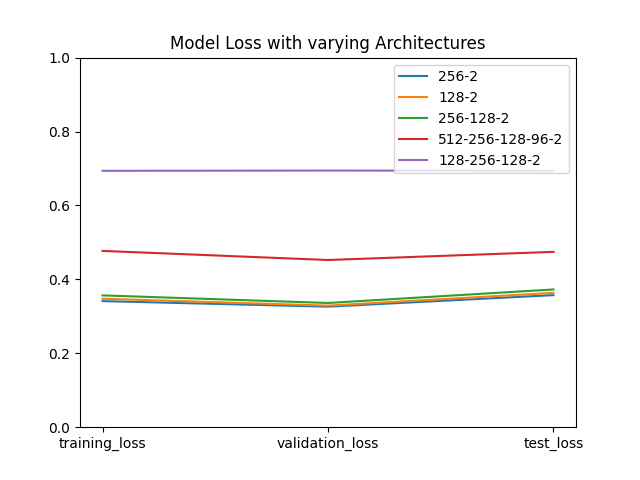 Model Loss with varying Architectures
1.0
0.8
0.6
0.4
0.2
0.0
256-2
128-2
256-128-2
512-256-128-96-2
128-256-128-2
training_loss
validation_loss
test_loss